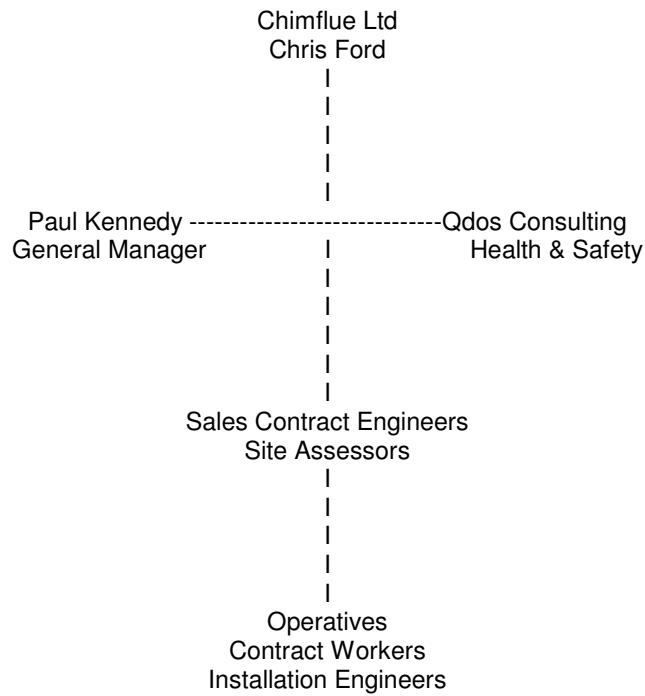 Chimflue Ltd
Chris Ford
Paul Kennedy ------------------------------Qdos Consulting
General Manager Health & Safety
Sales Contract Engineers
Site Assessors
Operatives
Contract Workers
Installation Engineers